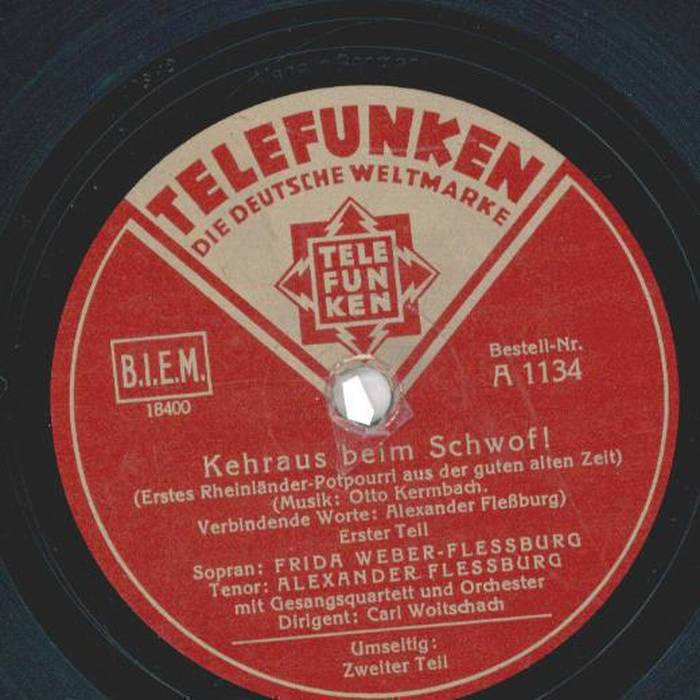 TELEFUNKEN
DIE DEUTSCHE WELTMARKE
TELE
FUN
KEN
B.I.E.M.
18400
Bestell-Nr.
A 1134
Kehraus beim Schwof!
(Erstes Rheinländer-Potpourri aus der guten alten Zeit)
(Musik: Otto Kermbach.
Verbindende Worte: Alexander Fleßburg)
Erster Teil
Sopran: FRIDA WEBER-FLESSBURG
Tenor: ALEXANDER FLESSBURG
mit Gesangsquartett und Orchester
Dirigent: Carl Woitschach
Umseitig:
Zweiter Teil